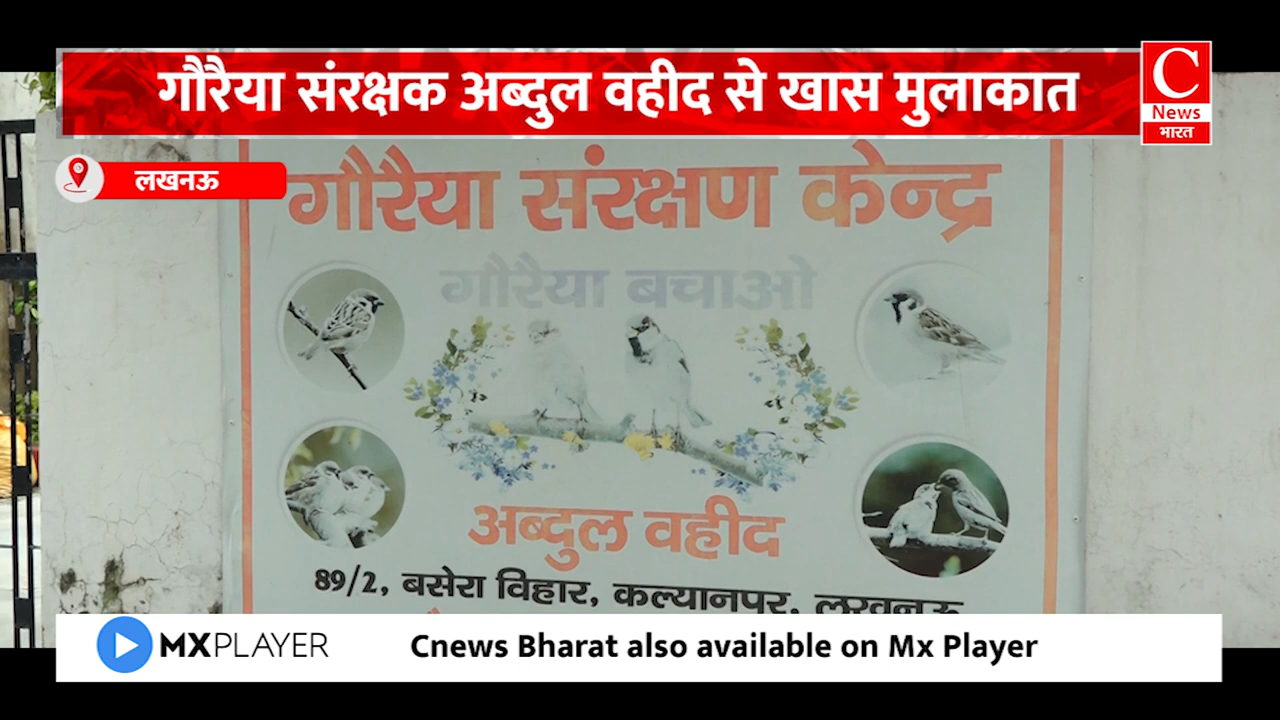 गौरैया संरक्षक अब्दुल वहीद से खास मुलाकात
C
News
भारत
लखनऊ
गौरैया संरक्षण केन्द्र
गौरैया बचाओ
अब्दुल वहीद
89/2, बसेरा विहार, कल्यानपुर, लखनऊ
MXPLAYER
Cnews Bharat also available on Mx Player